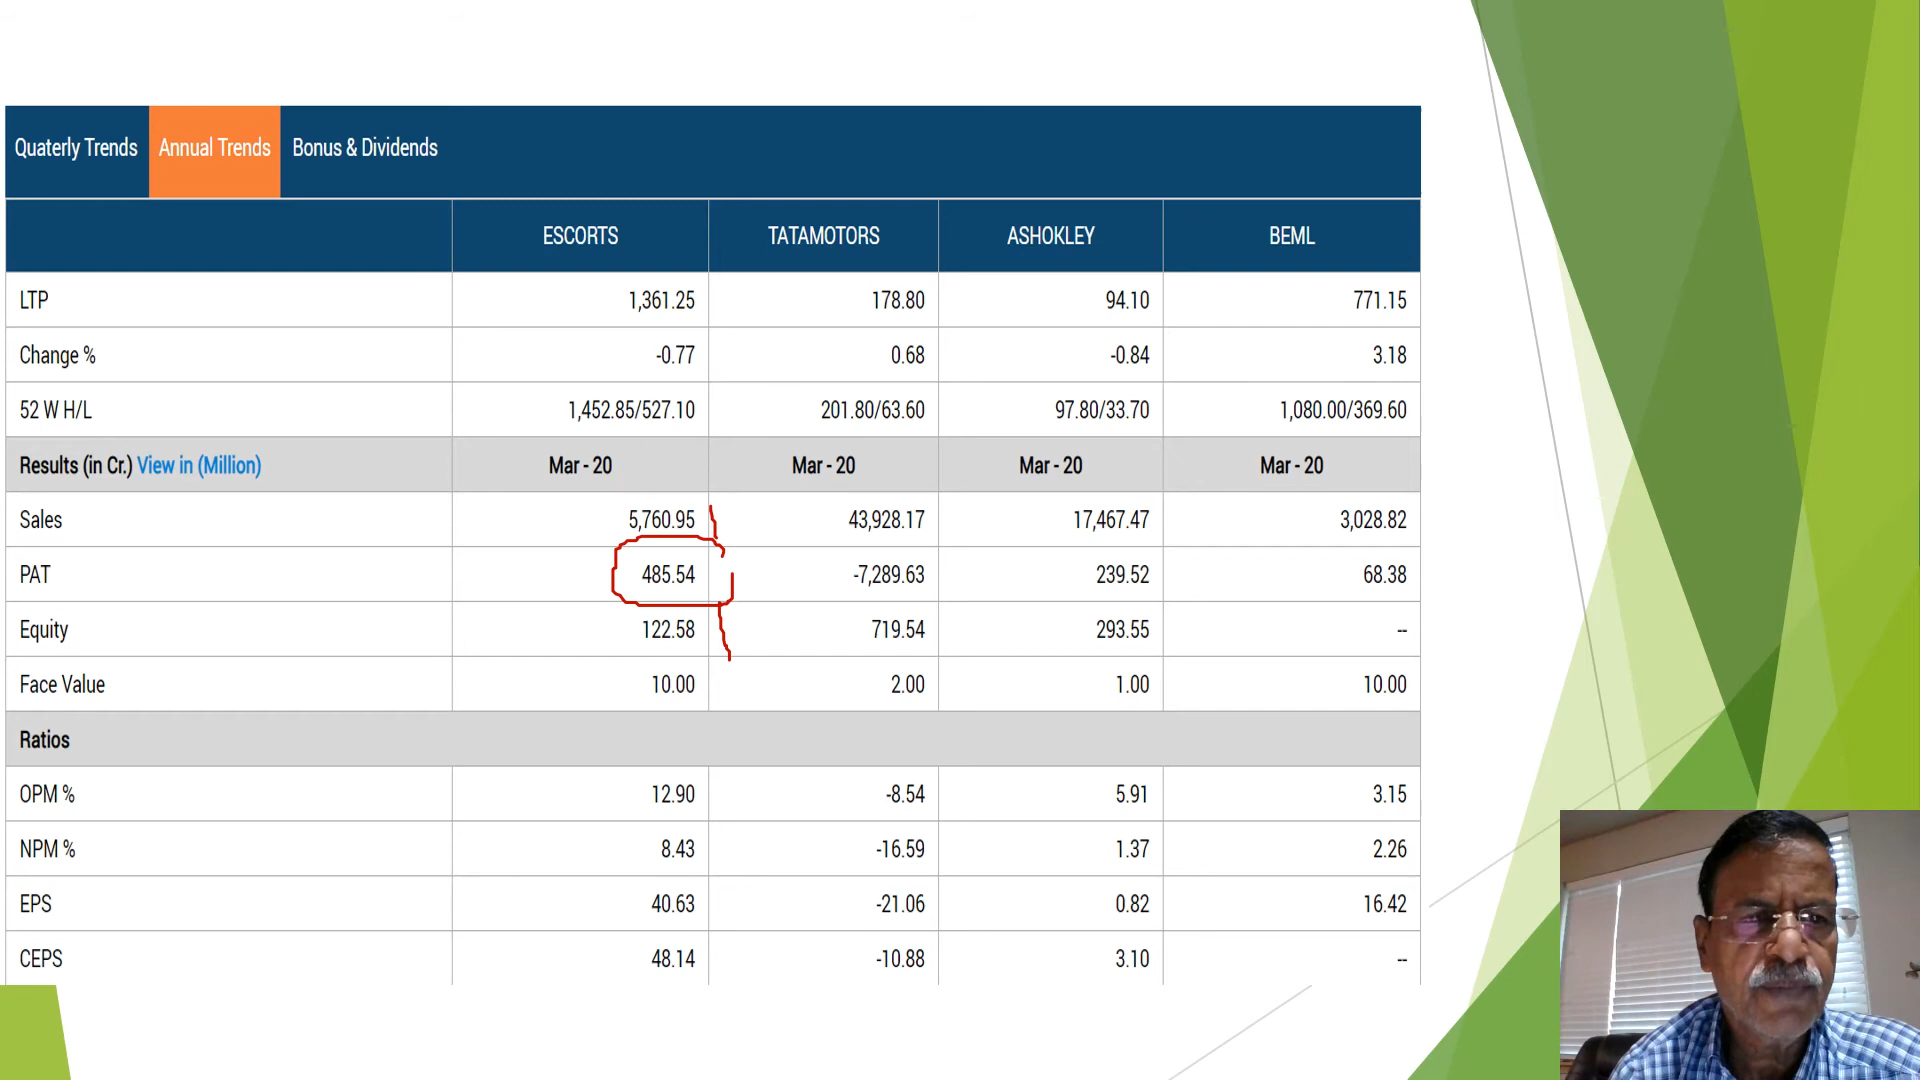 Quaterly Trends Annual Trends Bonus & Dividends
ESCORTS TATAMOTORS ASHOKLEY BEML
LTP 1,361.25 178.80 94.10 771.15
Change % -0.77 0.68 -0.84 3.18
52 W H/L 1,452.85/527.10 201.80/63.60 97.80/33.70 1,080.00/369.60
Results (in Cr.) View in (Million) Mar - 20 Mar - 20 Mar - 20 Mar - 20
Sales 5,760.95 43,928.17 17,467.47 3,028.82
PAT 485.54 -7,289.63 239.52 68.38
Equity 122.58 719.54 293.55 --
Face Value 10.00 2.00 1.00 10.00
Ratios
OPM % 12.90 -8.54 5.91 3.15
NPM % 8.43 -16.59 1.37 2.26
EPS 40.63 -21.06 0.82 16.42
CEPS 48.14 -10.88 3.10 --